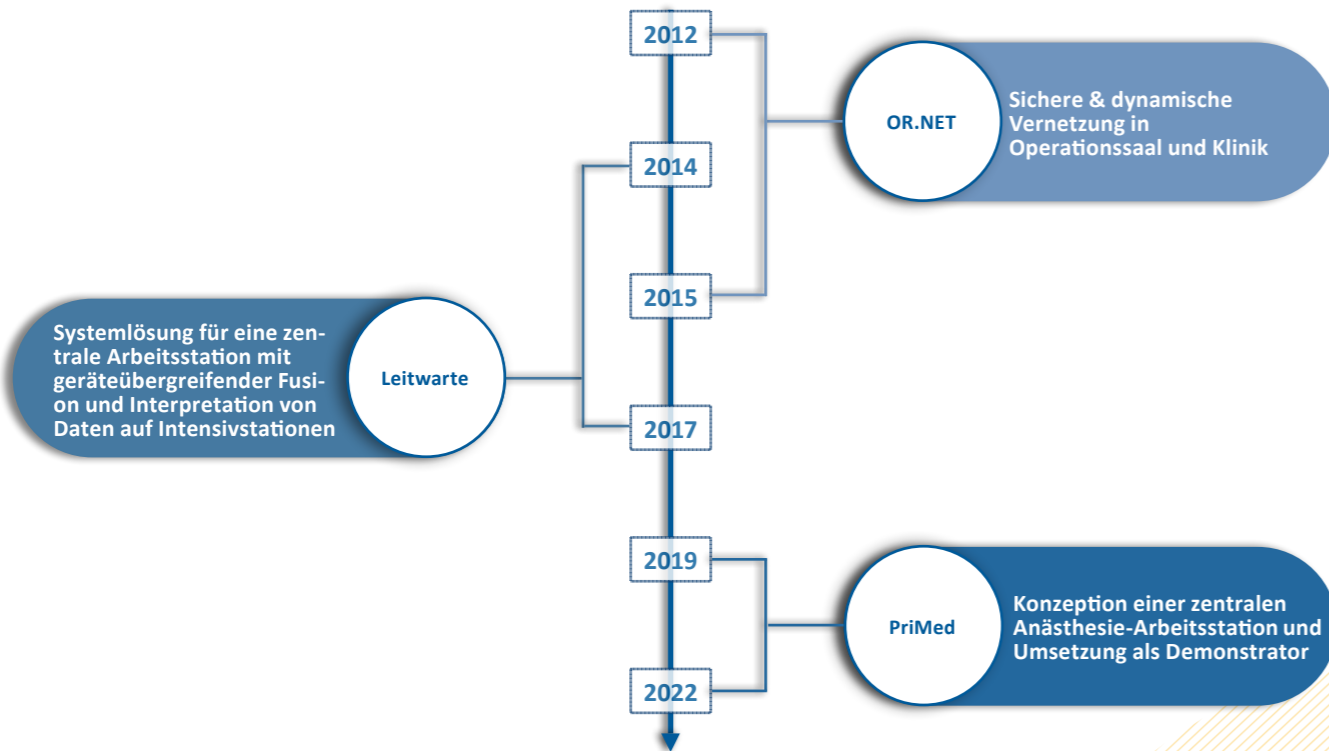 2012
OR.NET
Sichere & dynamische
Vernetzung in
Operationssaal und Klinik
2014
2015
Systemlösung für eine zen-
trale Arbeitsstation mit
geräteübergreifender Fusi-
on und Interpretation von
Daten auf Intensivstationen
Leitwarte
2017
2019
PriMed
Konzeption einer zentralen
Anästhesie-Arbeitsstation und
Umsetzung als Demonstrator
2022